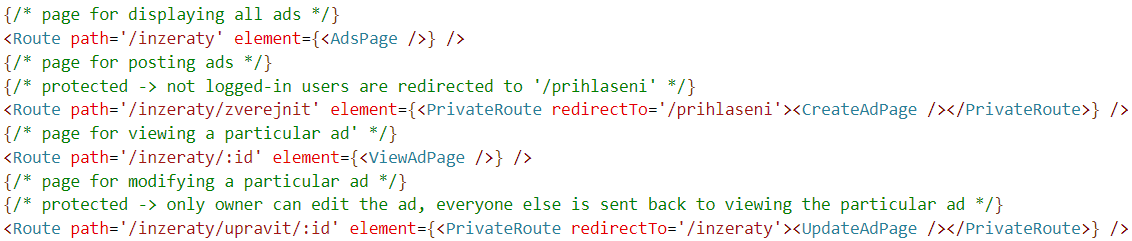 {/* page for displaying all ads */}
<Route path='/inzeraty' element={<AdsPage />} />
{/* page for posting ads */}
{/* protected -> not logged-in users are redirected to '/prihlaseni' */}
<Route path='/inzeraty/zverejnit' element={<PrivateRoute redirectTo='/prihlaseni'><CreateAdPage /></PrivateRoute>} />
{/* page for viewing a particular ad' */}
<Route path='/inzeraty/:id' element={<ViewAdPage />} />
{/* page for modifying a particular ad */}
{/* protected -> only owner can edit the ad, everyone else is sent back to viewing the particular ad */}
<Route path='/inzeraty/upravit/:id' element={<PrivateRoute redirectTo='/inzeraty'><UpdateAdPage /></PrivateRoute>} />